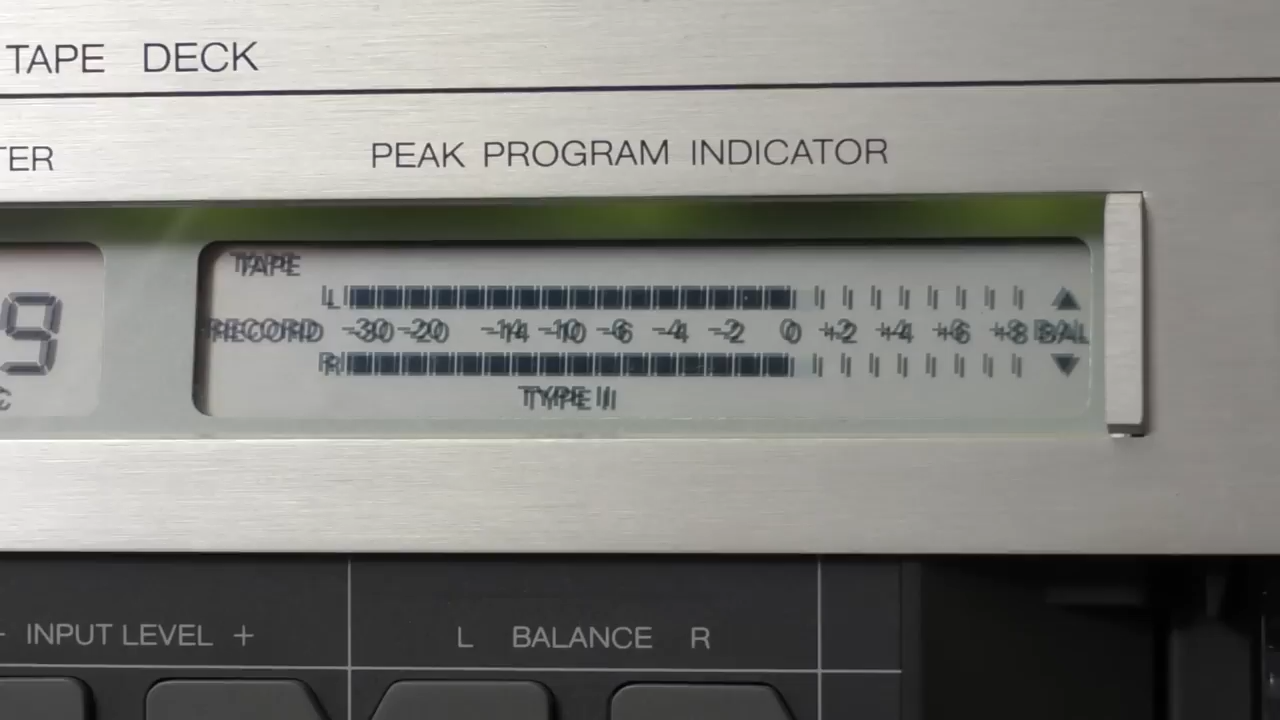 TAPE DECK
TER
PEAK PROGRAM INDICATOR
TAPE
L
RECORD -30 -20 -14 -10 -6 -4 -2 0 +2 +4 +6 +8 BAL
R
TYPE II
9
- INPUT LEVEL +
L BALANCE R